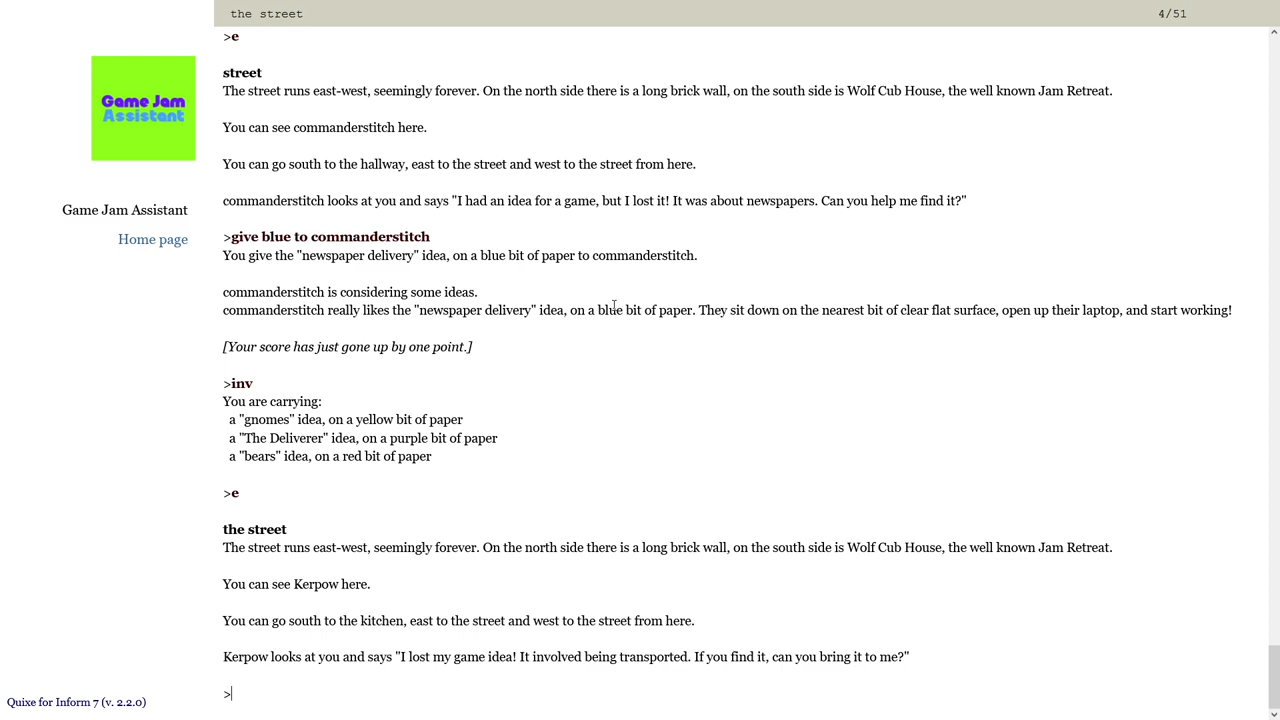 the street 4/51
>e
street
The street runs east-west, seemingly forever. On the north side there is a long brick wall, on the south side is Wolf Cub House, the well known Jam Retreat.
You can see commanderstitch here.
You can go south to the hallway, east to the street and west to the street from here.
commanderstitch looks at you and says "I had an idea for a game, but I lost it! It was about newspapers. Can you help me find it?"
>give blue to commanderstitch
You give the "newspaper delivery" idea, on a blue bit of paper to commanderstitch.
commanderstitch is considering some ideas.
commanderstitch really likes the "newspaper delivery" idea, on a blue bit of paper. They sit down on the nearest bit of clear flat surface, open up their laptop, and start working!
[Your score has just gone up by one point.]
>inv
You are carrying:
a "gnomes" idea, on a yellow bit of paper
a "The Deliverer" idea, on a purple bit of paper
a "bears" idea, on a red bit of paper
>e
the street
The street runs east-west, seemingly forever. On the north side there is a long brick wall, on the south side is Wolf Cub House, the well known Jam Retreat.
You can see Kerpow here.
You can go south to the kitchen, east to the street and west to the street from here.
Kerpow looks at you and says "I lost my game idea! It involved being transported. If you find it, can you bring it to me?"
>
Game Jam
Assistant
Game Jam Assistant
Home page
Quixe for Inform 7 (v. 2.2.0)